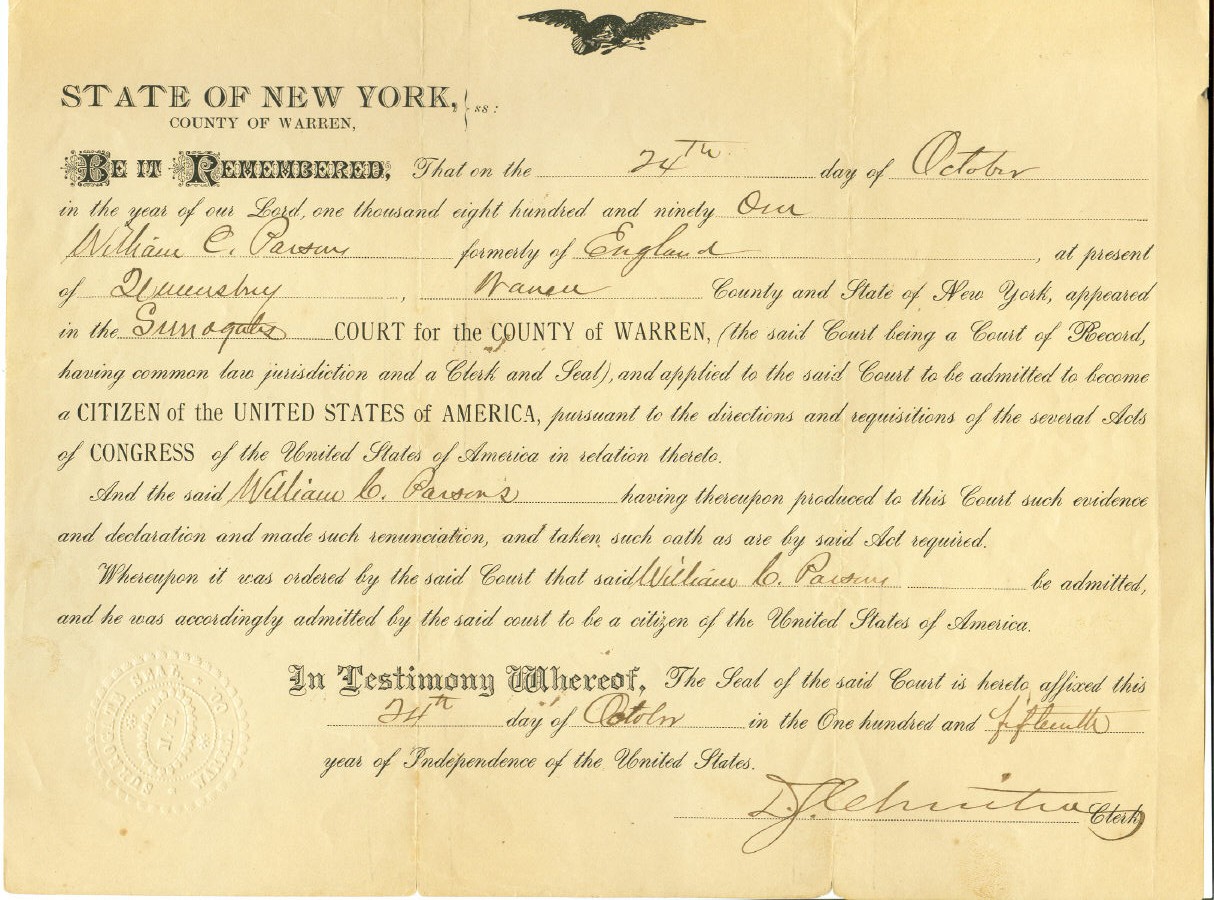 STATE OF NEW YORK, } ss:
COUNTY OF WARREN,
BE IT REMEMBERED, That on the 24th day of October
in the year of our Lord, one thousand eight hundred and ninety One
William C. Parsons formerly of England, at present
of Queensbury, Warren County and State of New York, appeared
in the Surrogates COURT for the COUNTY of WARREN, (the said Court being a Court of Record,
having common law jurisdiction and a Clerk and Seal), and applied to the said Court to be admitted to become
a CITIZEN of the UNITED STATES of AMERICA, pursuant to the directions and requisitions of the several Acts
of CONGRESS of the United States of America in relation thereto.
And the said William C. Parsons having thereupon produced to this Court such evidence
and declaration and made such renunciation, and taken such oath as are by said Act required.
Whereupon it was ordered by the said Court that said William C. Parsons be admitted,
and he was accordingly admitted by the said court to be a citizen of the United States of America.
In Testimony Whereof, The Seal of the said Court is hereto affixed this
24th day of October in the One hundred and fifteenth
year of Independence of the United States.
Clerk